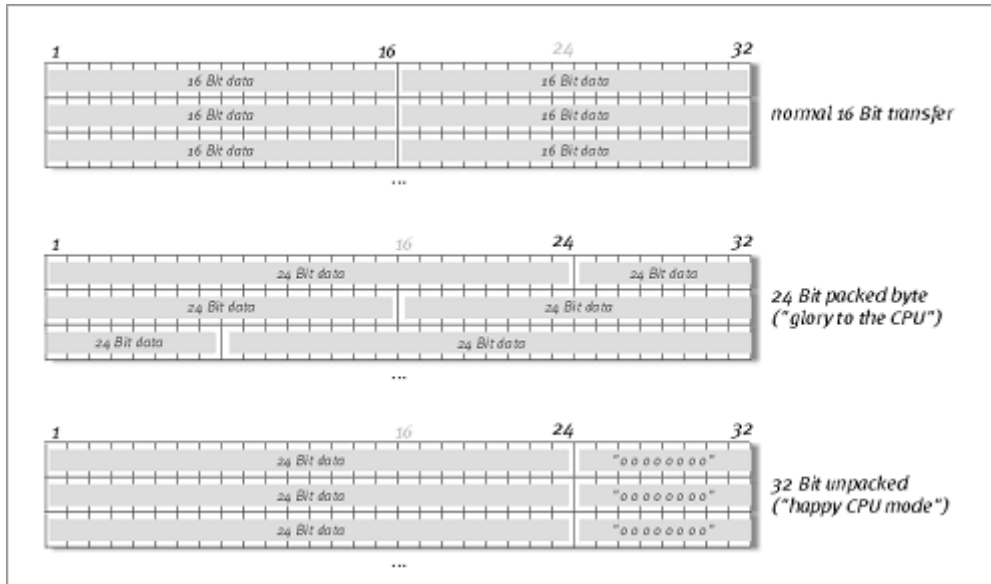 1 16 24 32
16 Bit data 16 Bit data
16 Bit data 16 Bit data
16 Bit data 16 Bit data
normal 16 Bit transfer
...
1 16 24 32
24 Bit data 24 Bit data
24 Bit data 24 Bit data
24 Bit data 24 Bit data
24 Bit packed byte
("glory to the CPU")
...
1 16 24 32
24 Bit data "0 0 0 0 0 0 0 0"
24 Bit data "0 0 0 0 0 0 0 0"
24 Bit data "0 0 0 0 0 0 0 0"
32 Bit unpacked
("happy CPU mode")
...